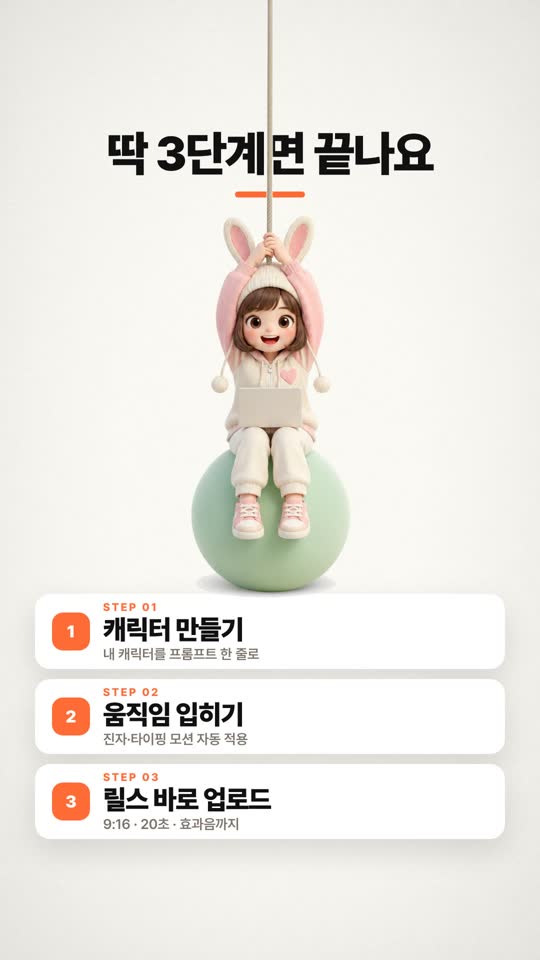 딱 3단계면 끝나요
STEP 01
1
캐릭터 만들기
내 캐릭터를 프롬프트 한 줄로
STEP 02
2
움직임 입히기
진자·타이핑 모션 자동 적용
STEP 03
3
릴스 바로 업로드
9:16 · 20초 · 효과음까지